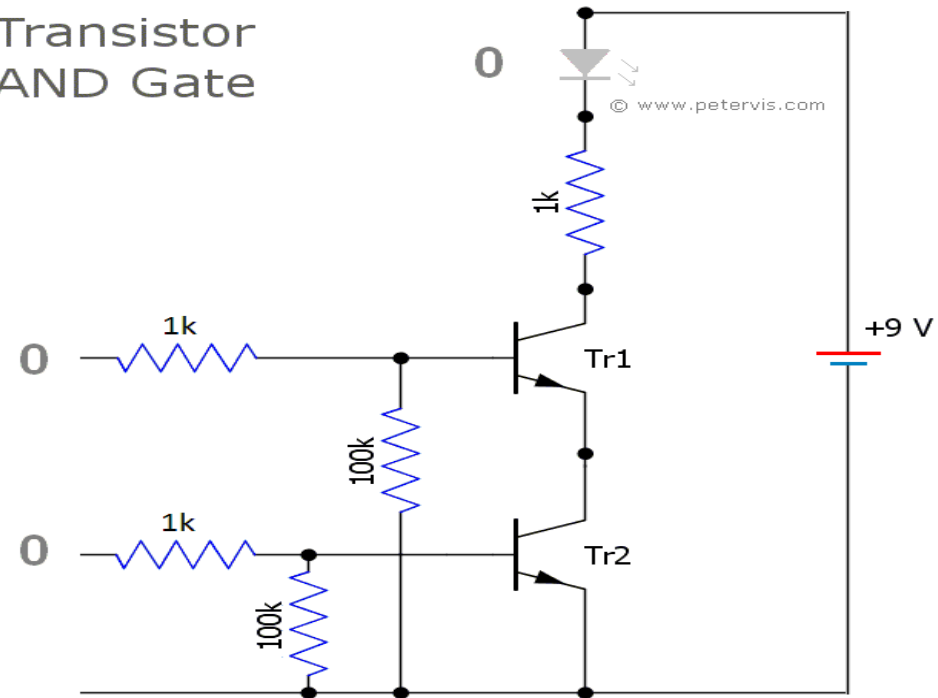 Transistor
AND Gate
0
© www.petervis.com
1k
+9 V
1k
0
Tr1
100k
1k
0
Tr2
100k